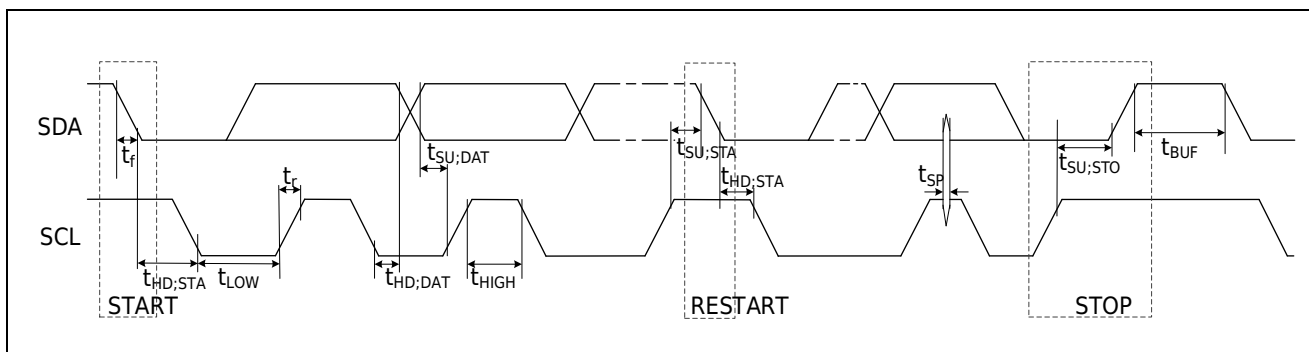 SDA
t_f
t_SU;DAT
t_SU;STA
t_SU;STO
t_BUF
t_r
t_HD;STA
t_SP
SCL
t_HD;STA
t_LOW
t_HD;DAT
t_HIGH
START
RESTART
STOP